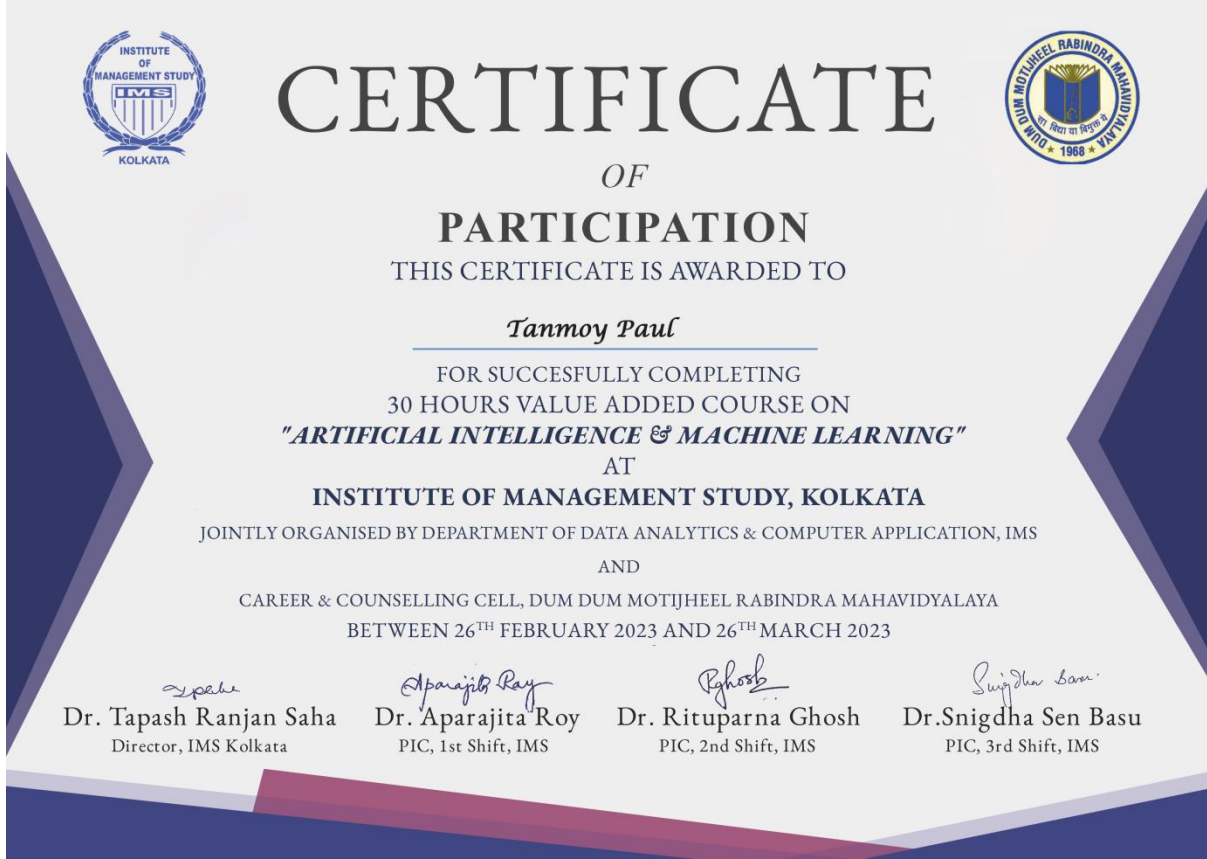 INSTITUTE
OF
MANAGEMENT STUDY
IMS
KOLKATA
DUM DUM MOTIJHEEL RABINDRA MAHAVIDYALAYA
सा विद्या या विमुक्तये
★ 1968 ★
CERTIFICATE
OF
PARTICIPATION
THIS CERTIFICATE IS AWARDED TO
Tanmoy Paul
FOR SUCCESFULLY COMPLETING
30 HOURS VALUE ADDED COURSE ON
"ARTIFICIAL INTELLIGENCE & MACHINE LEARNING"
AT
INSTITUTE OF MANAGEMENT STUDY, KOLKATA
JOINTLY ORGANISED BY DEPARTMENT OF DATA ANALYTICS & COMPUTER APPLICATION, IMS
AND
CAREER & COUNSELLING CELL, DUM DUM MOTIJHEEL RABINDRA MAHAVIDYALAYA
BETWEEN 26TH FEBRUARY 2023 AND 26TH MARCH 2023
Aparajita Ray RGhosh Snigdha Basu
Dr. Tapash Ranjan Saha Dr. Aparajita Roy Dr. Rituparna Ghosh Dr.Snigdha Sen Basu
Director, IMS Kolkata PIC, 1st Shift, IMS PIC, 2nd Shift, IMS PIC, 3rd Shift, IMS